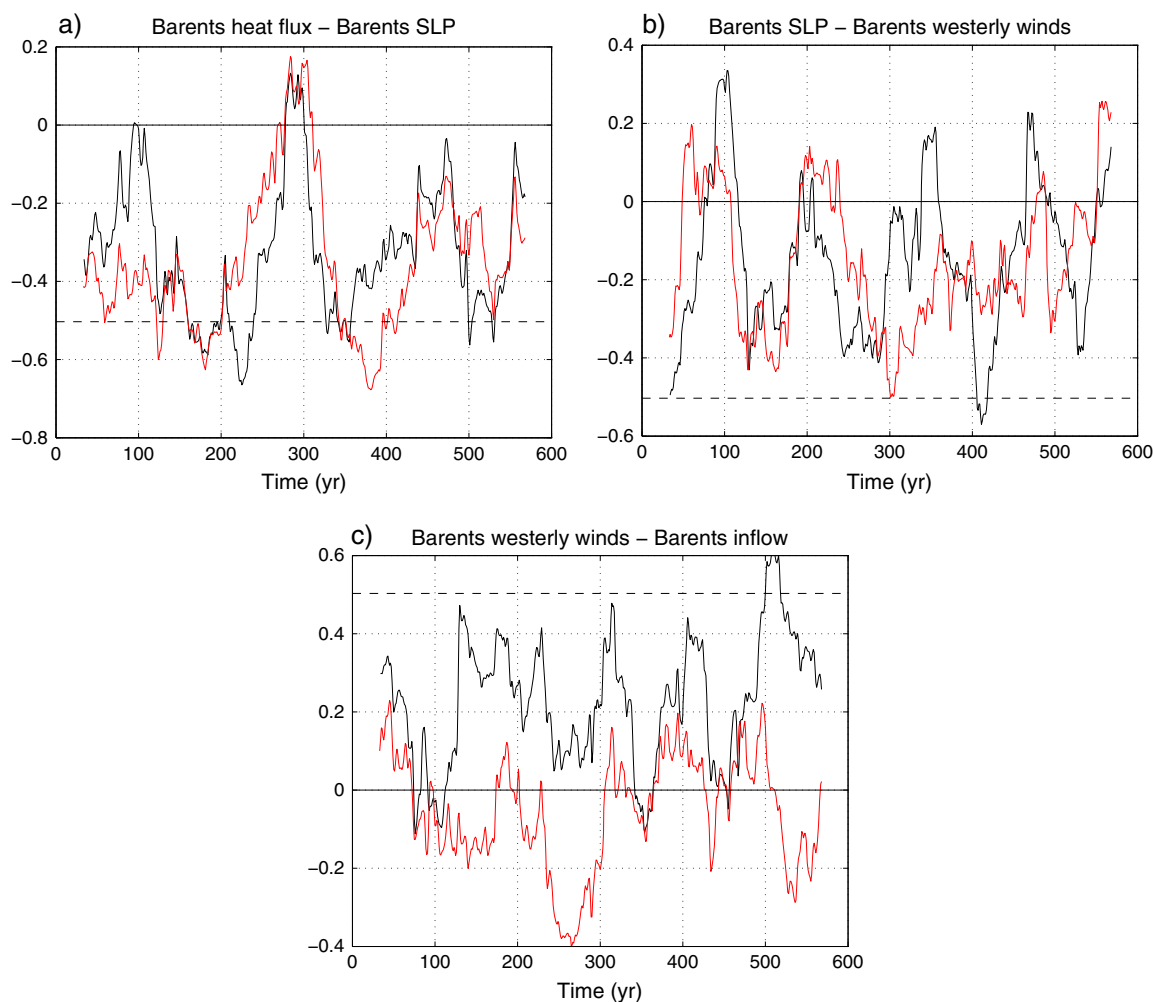 a) Barents heat flux − Barents SLP
0.2
0
−0.2
−0.4
−0.6
−0.8
0 100 200 300 400 500 600
Time (yr)
b) Barents SLP − Barents westerly winds
0.4
0.2
0
−0.2
−0.4
−0.6
0 100 200 300 400 500 600
Time (yr)
c) Barents westerly winds − Barents inflow
0.6
0.4
0.2
0
−0.2
−0.4
0 100 200 300 400 500 600
Time (yr)